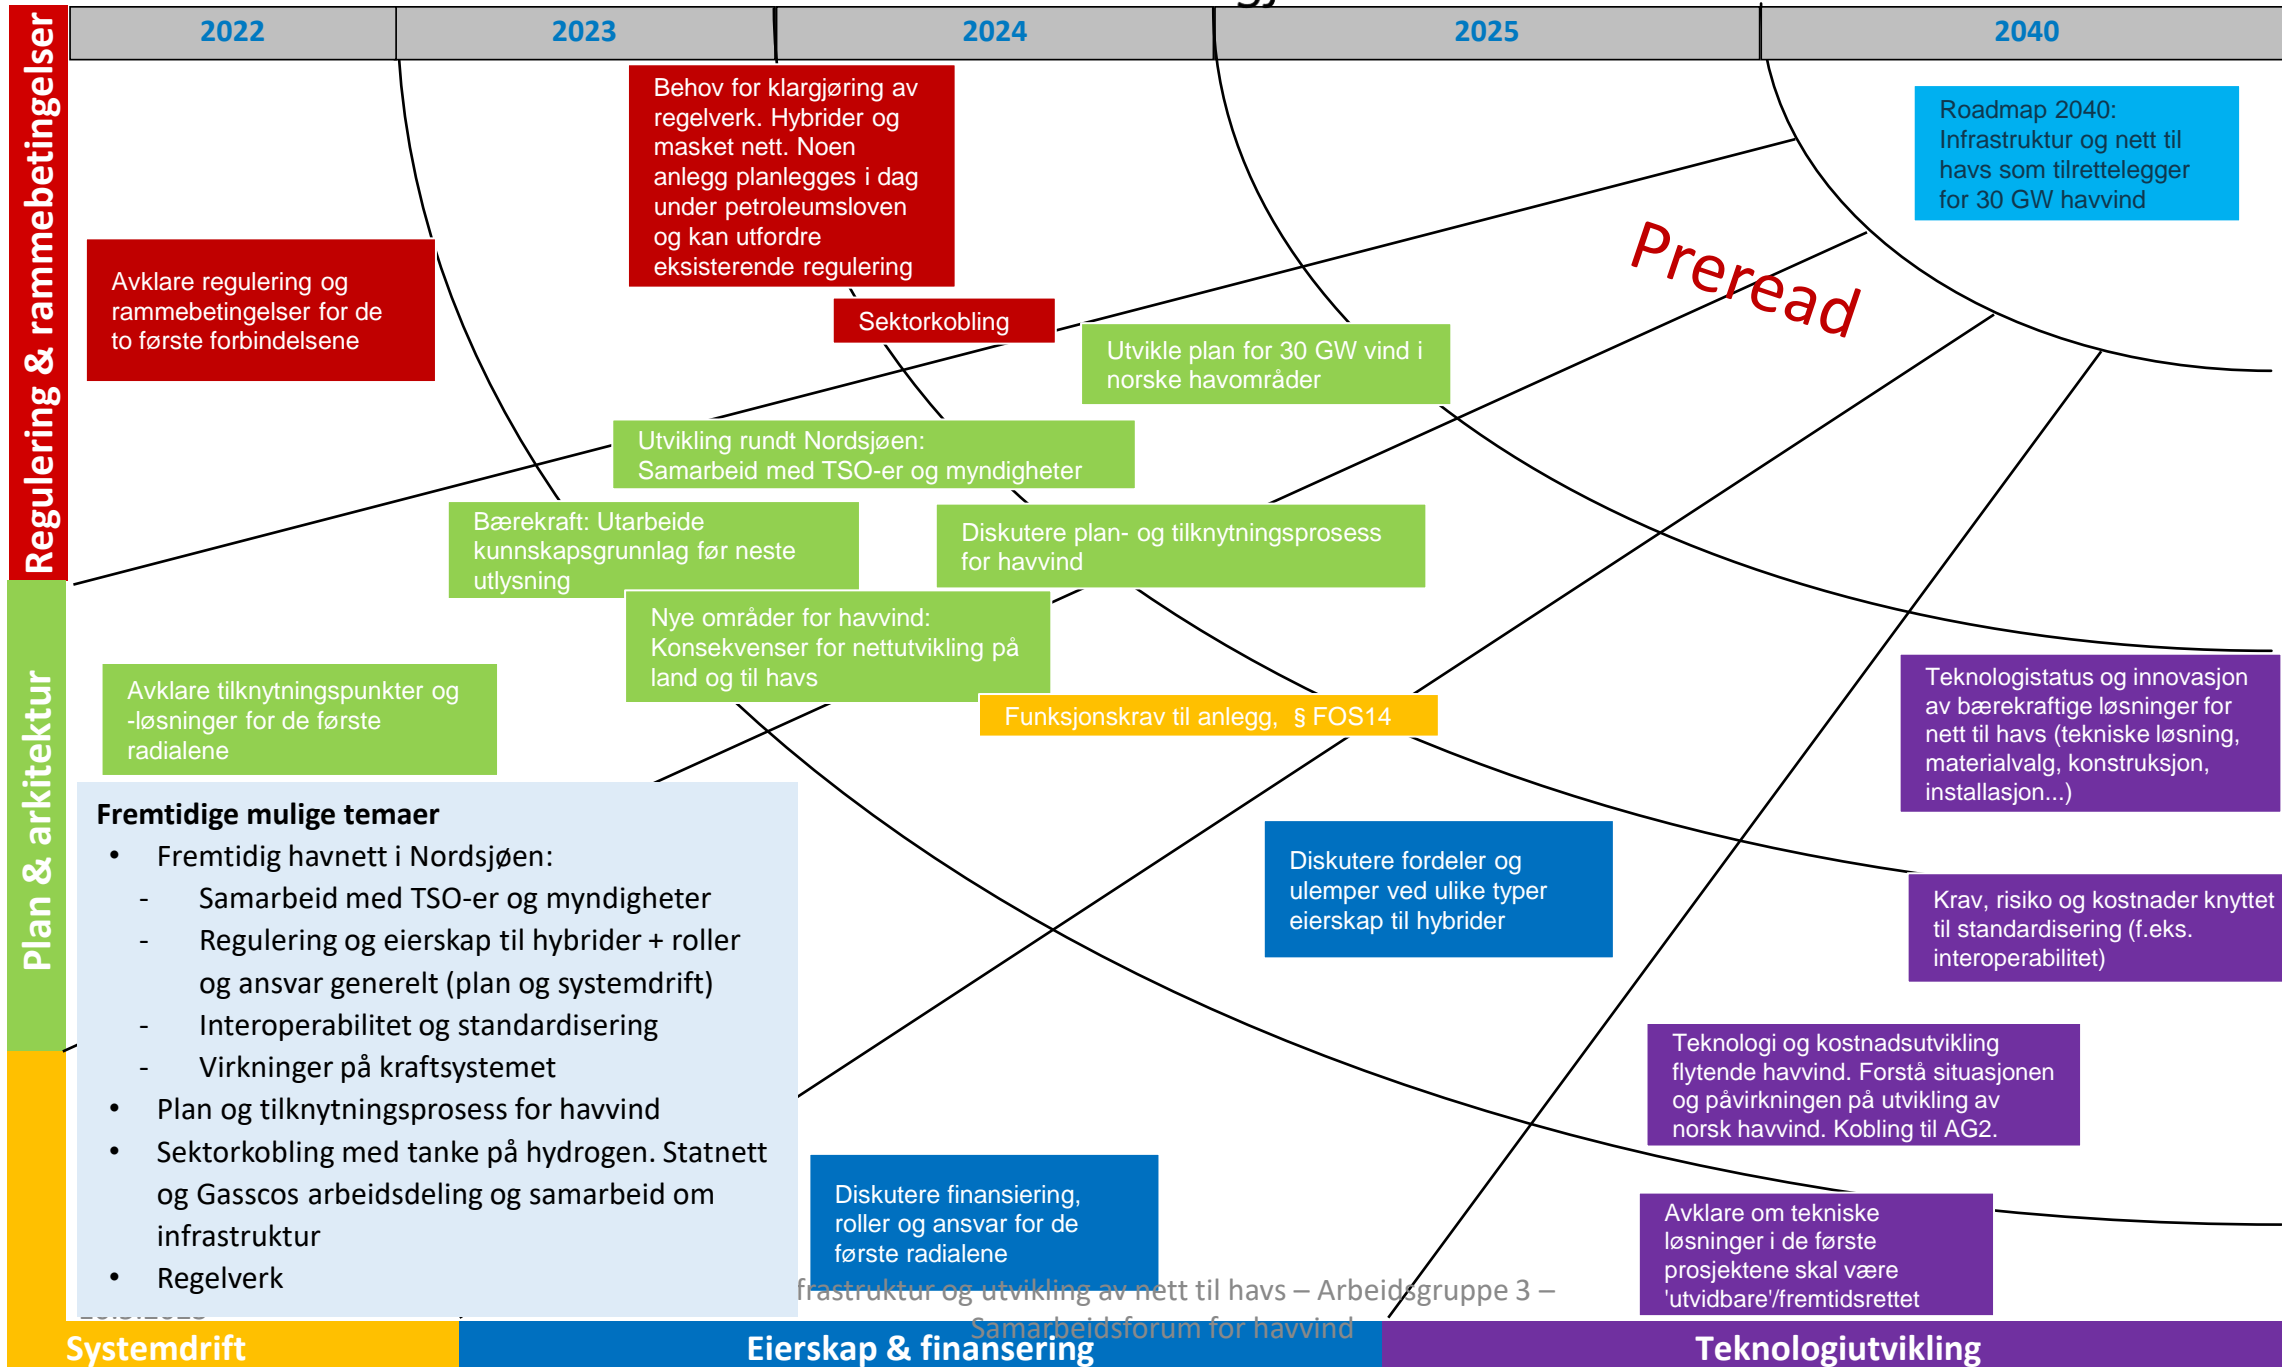 2022
2023
2024
2025
2040
Regulering & rammebetingelser
Behov for klargjøring av
regelverk. Hybrider og
masket nett. Noen
anlegg planlegges i dag
under petroleumsloven
og kan utfordre
eksisterende regulering
Roadmap 2040:
Infrastruktur og nett til
havs som tilrettelegger
for 30 GW havvind
Preread
Avklare regulering og
rammebetingelser for de
to første forbindelsene
Sektorkobling
Utvikle plan for 30 GW vind i
norske havområder
Utvikling rundt Nordsjøen:
Samarbeid med TSO-er og myndigheter
Bærekraft: Utarbeide
kunnskapsgrunnlag før neste
utlysning
Diskutere plan- og tilknytningsprosess
for havvind
Nye områder for havvind:
Konsekvenser for nettutvikling på
land og til havs
Plan & arkitektur
Avklare tilknytningspunkter og
-løsninger for de første
radialene
Funksjonskrav til anlegg, § FOS14
Teknologistatus og innovasjon
av bærekraftige løsninger for
nett til havs (tekniske løsning,
materialvalg, konstruksjon,
installasjon...)
Fremtidige mulige temaer
• Fremtidig havnett i Nordsjøen:
- Samarbeid med TSO-er og myndigheter
- Regulering og eierskap til hybrider + roller
og ansvar generelt (plan og systemdrift)
- Interoperabilitet og standardisering
- Virkninger på kraftsystemet
• Plan og tilknytningsprosess for havvind
• Sektorkobling med tanke på hydrogen. Statnett
og Gasscos arbeidsdeling og samarbeid om
infrastruktur
• Regelverk
Diskutere fordeler og
ulemper ved ulike typer
eierskap til hybrider
Krav, risiko og kostnader knyttet
til standardisering (f.eks.
interoperabilitet)
Teknologi og kostnadsutvikling
flytende havvind. Forstå situasjonen
og påvirkningen på utvikling av
norsk havvind. Kobling til AG2.
Diskutere finansiering,
roller og ansvar for de
første radialene
Avklare om tekniske
løsninger i de første
prosjektene skal være
'utvidbare'/fremtidsrettet
frastruktur og utvikling av nett til havs – Arbeidsgruppe 3 –
Samarbeidsforum for havvind
Systemdrift
Eierskap & finansering
Teknologiutvikling